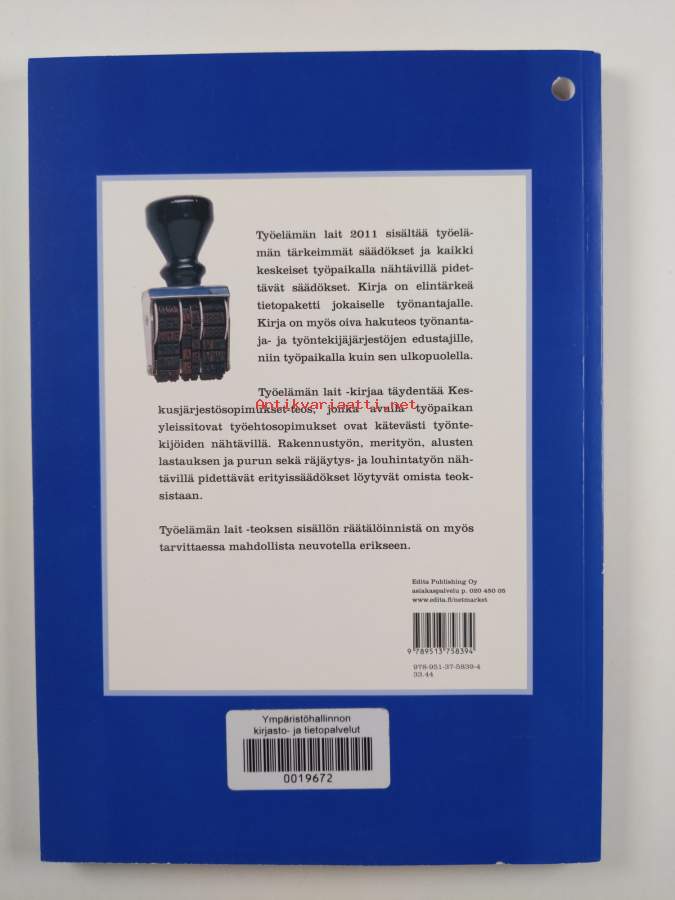 Työelämän lait 2011 sisältää työelä-
män tärkeimmät säädökset ja kaikki
keskeiset työpaikalla nähtävillä pidet-
tävät säädökset. Kirja on elintärkeä
tietopaketti jokaiselle työnantajalle.
Kirja on myös oiva hakuteos työnanta-
ja- ja työntekijäjärjestöjen edustajille,
niin työpaikalla kuin sen ulkopuolella.
Työelämän lait -kirjaa täydentää Kes-
Antikvariaatti.net
kusjärjestösopimukset-teos, jonka avulla työpaikan
yleissitovat työehtosopimukset ovat kätevästi työnte-
kijöiden nähtävillä. Rakennustyön, merityön, alusten
lastauksen ja purun sekä räjäytys- ja louhintatyön näh-
tävillä pidettävät erityissäädökset löytyvät omista teok-
sistaan.
Työelämän lait -teoksen sisällön räätälöinnistä on myös
tarvittaessa mahdollista neuvotella erikseen.
Edita Publishing Oy
asiakaspalvelu p. 020 450 05
www.edita.fi/netmarket
9 789513 758394
978-951-37-5839-4
33.44
Ympäristöhallinnon
kirjasto- ja tietopalvelut
0019672